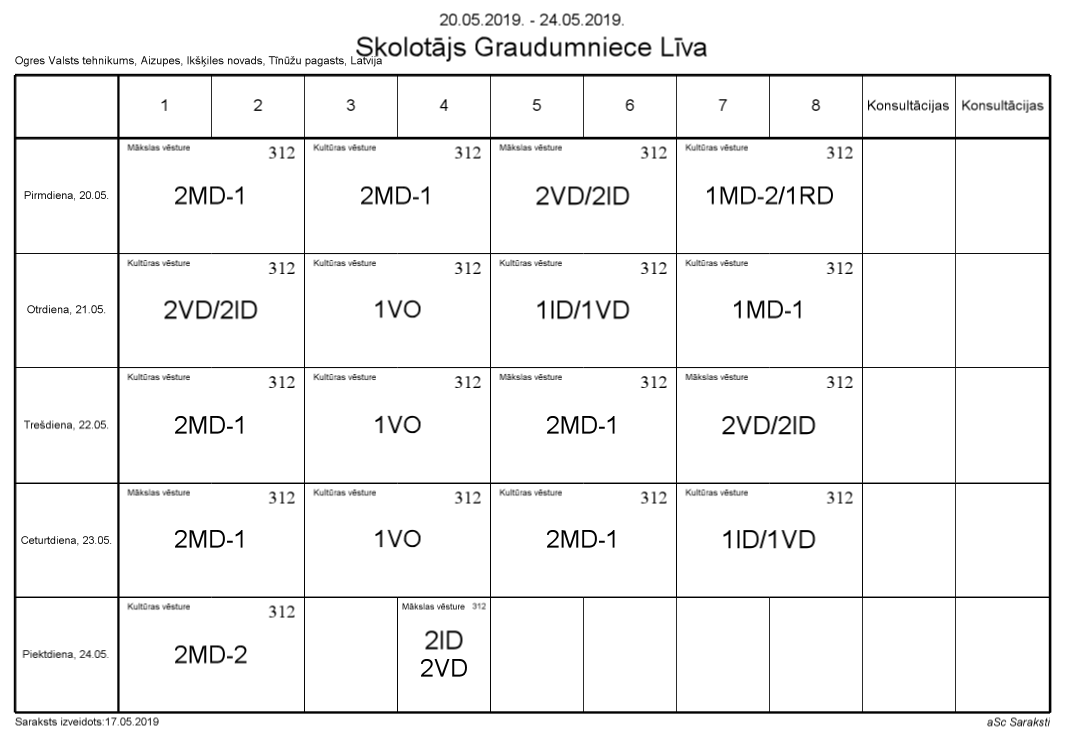 20.05.2019. - 24.05.2019.
Skolotājs Graudumniece Līva
Ogres Valsts tehnikums, Aizupes, Ikšķiles novads, Tīnūžu pagasts, Latvija
1 2 3 4 5 6 7 8 Konsultācijas Konsultācijas
Mākslas vēsture 312 Kultūras vēsture 312 Mākslas vēsture 312 Kultūras vēsture 312
Pirmdiena, 20.05. 2MD-1 2MD-1 2VD/2ID 1MD-2/1RD
Kultūras vēsture 312 Kultūras vēsture 312 Kultūras vēsture 312 Kultūras vēsture 312
Otrdiena, 21.05. 2VD/2ID 1VO 1ID/1VD 1MD-1
Kultūras vēsture 312 Kultūras vēsture 312 Mākslas vēsture 312 Mākslas vēsture 312
Trešdiena, 22.05. 2MD-1 1VO 2MD-1 2VD/2ID
Mākslas vēsture 312 Kultūras vēsture 312 Kultūras vēsture 312 Kultūras vēsture 312
Ceturtdiena, 23.05. 2MD-1 1VO 2MD-1 1ID/1VD
Kultūras vēsture 312 Mākslas vēsture 312
Piektdiena, 24.05. 2MD-2 2ID
2VD
Saraksts izveidots:17.05.2019 aSc Saraksti